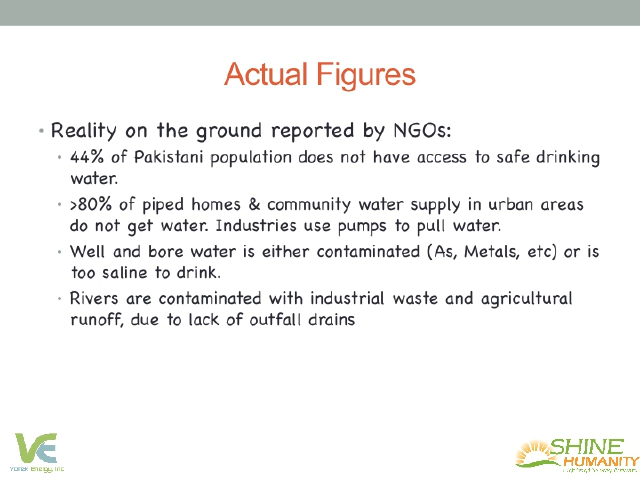 Actual Figures
• Reality on the ground reported by NGOs:
• 44% of Pakistani population does not have access to safe drinking
water.
• >80% of piped homes & community water supply in urban areas
do not get water. Industries use pumps to pull water.
• Well and bore water is either contaminated (As, Metals, etc) or is
too saline to drink.
• Rivers are contaminated with industrial waste and agricultural
runoff, due to lack of outfall drains
VE
Energy, Inc
SHINE
HUMANITY